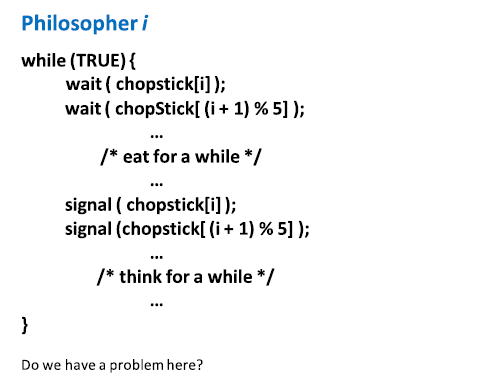 Philosopher i
while (TRUE) {
wait ( chopstick[i] );
wait ( chopStick[ (i + 1) % 5] );
...
/* eat for a while */
...
signal ( chopstick[i] );
signal (chopstick[ (i + 1) % 5] );
...
/* think for a while */
...
}
Do we have a problem here?